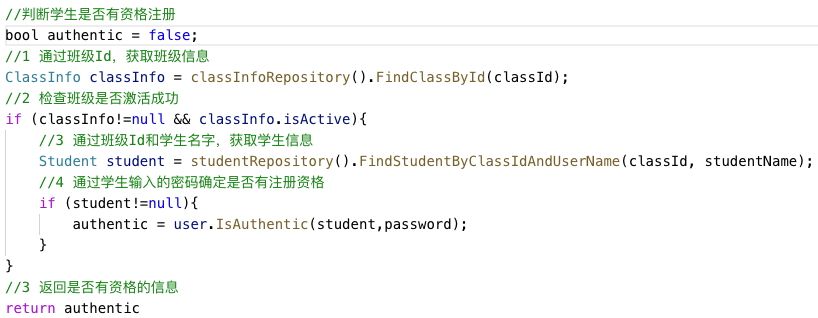 //判断学生是否有资格注册
bool authentic = false;
//1 通过班级Id，获取班级信息
ClassInfo classInfo = classInfoRepository().FindClassById(classId);
//2 检查班级是否激活成功
if (classInfo!=null && classInfo.isActive){
    //3 通过班级Id和学生名字，获取学生信息
    Student student = studentRepository().FindStudentByClassIdAndUserName(classId, studentName);
    //4 通过学生输入的密码确定是否有注册资格
    if (student!=null){
        authentic = user.IsAuthentic(student,password);
    }
}
//3 返回是否有资格的信息
return authentic